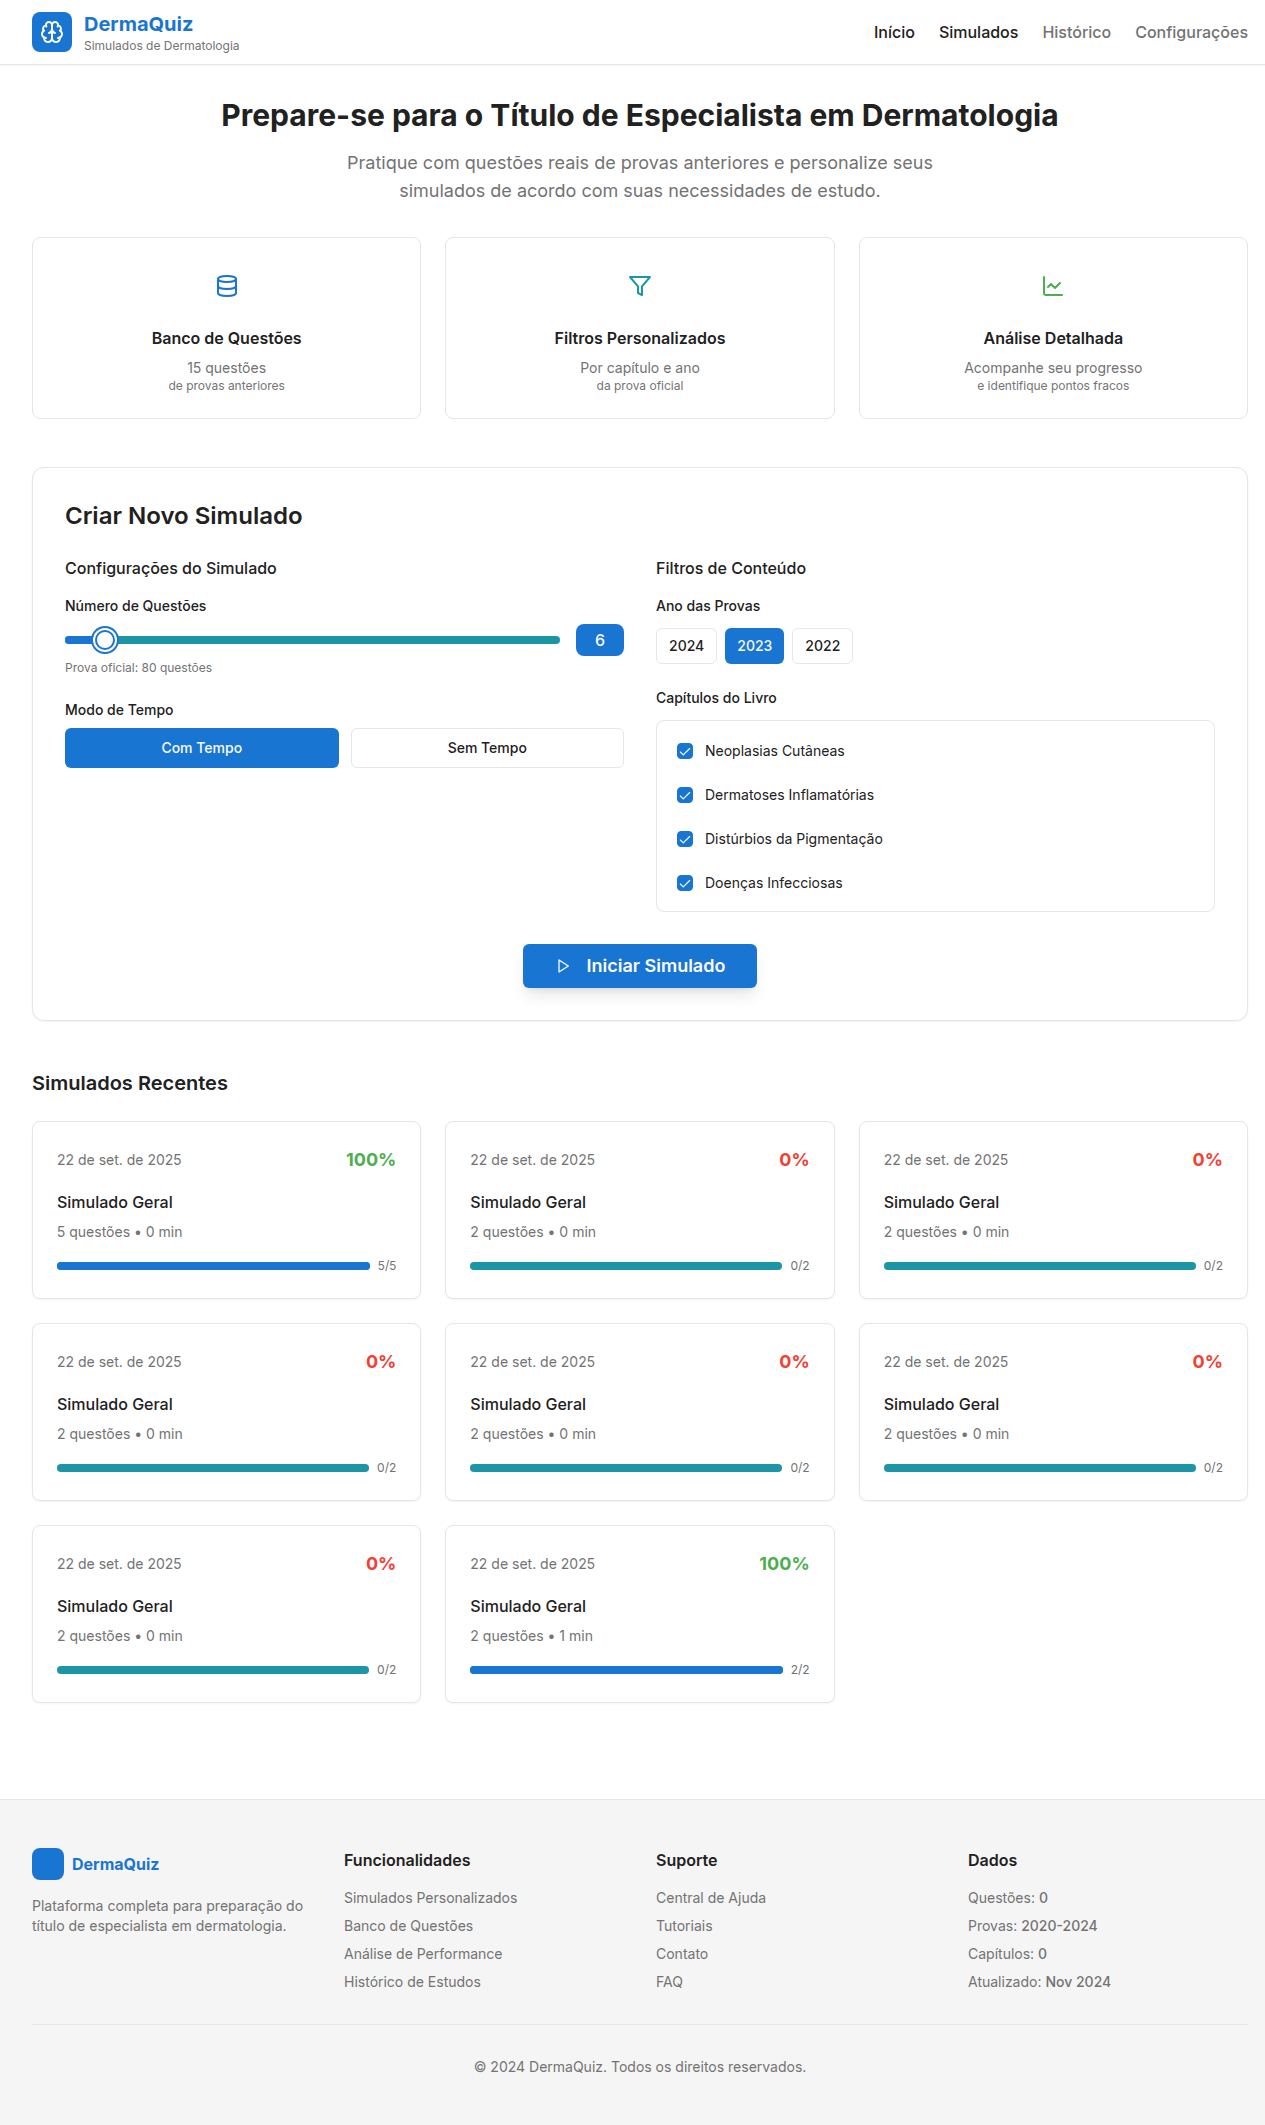 DermaQuiz
Simulados de Dermatologia
Início Simulados Histórico Configurações
Prepare-se para o Título de Especialista em Dermatologia
Pratique com questões reais de provas anteriores e personalize seus
simulados de acordo com suas necessidades de estudo.
Banco de Questões
15 questões
de provas anteriores
Filtros Personalizados
Por capítulo e ano
da prova oficial
Análise Detalhada
Acompanhe seu progresso
e identifique pontos fracos
Criar Novo Simulado
Configurações do Simulado
Número de Questões
6
Prova oficial: 80 questões
Modo de Tempo
Com Tempo Sem Tempo
Filtros de Conteúdo
Ano das Provas
2024 2023 2022
Capítulos do Livro
Neoplasias Cutâneas
Dermatoses Inflamatórias
Distúrbios da Pigmentação
Doenças Infecciosas
Iniciar Simulado
Simulados Recentes
22 de set. de 2025 100%
Simulado Geral
5 questões • 0 min
5/5
22 de set. de 2025 0%
Simulado Geral
2 questões • 0 min
0/2
22 de set. de 2025 0%
Simulado Geral
2 questões • 0 min
0/2
22 de set. de 2025 0%
Simulado Geral
2 questões • 0 min
0/2
22 de set. de 2025 0%
Simulado Geral
2 questões • 0 min
0/2
22 de set. de 2025 0%
Simulado Geral
2 questões • 0 min
0/2
22 de set. de 2025 0%
Simulado Geral
2 questões • 0 min
0/2
22 de set. de 2025 100%
Simulado Geral
2 questões • 1 min
2/2
DermaQuiz
Plataforma completa para preparação do
título de especialista em dermatologia.
Funcionalidades
Simulados Personalizados
Banco de Questões
Análise de Performance
Histórico de Estudos
Suporte
Central de Ajuda
Tutoriais
Contato
FAQ
Dados
Questões: 0
Provas: 2020-2024
Capítulos: 0
Atualizado: Nov 2024
© 2024 DermaQuiz. Todos os direitos reservados.